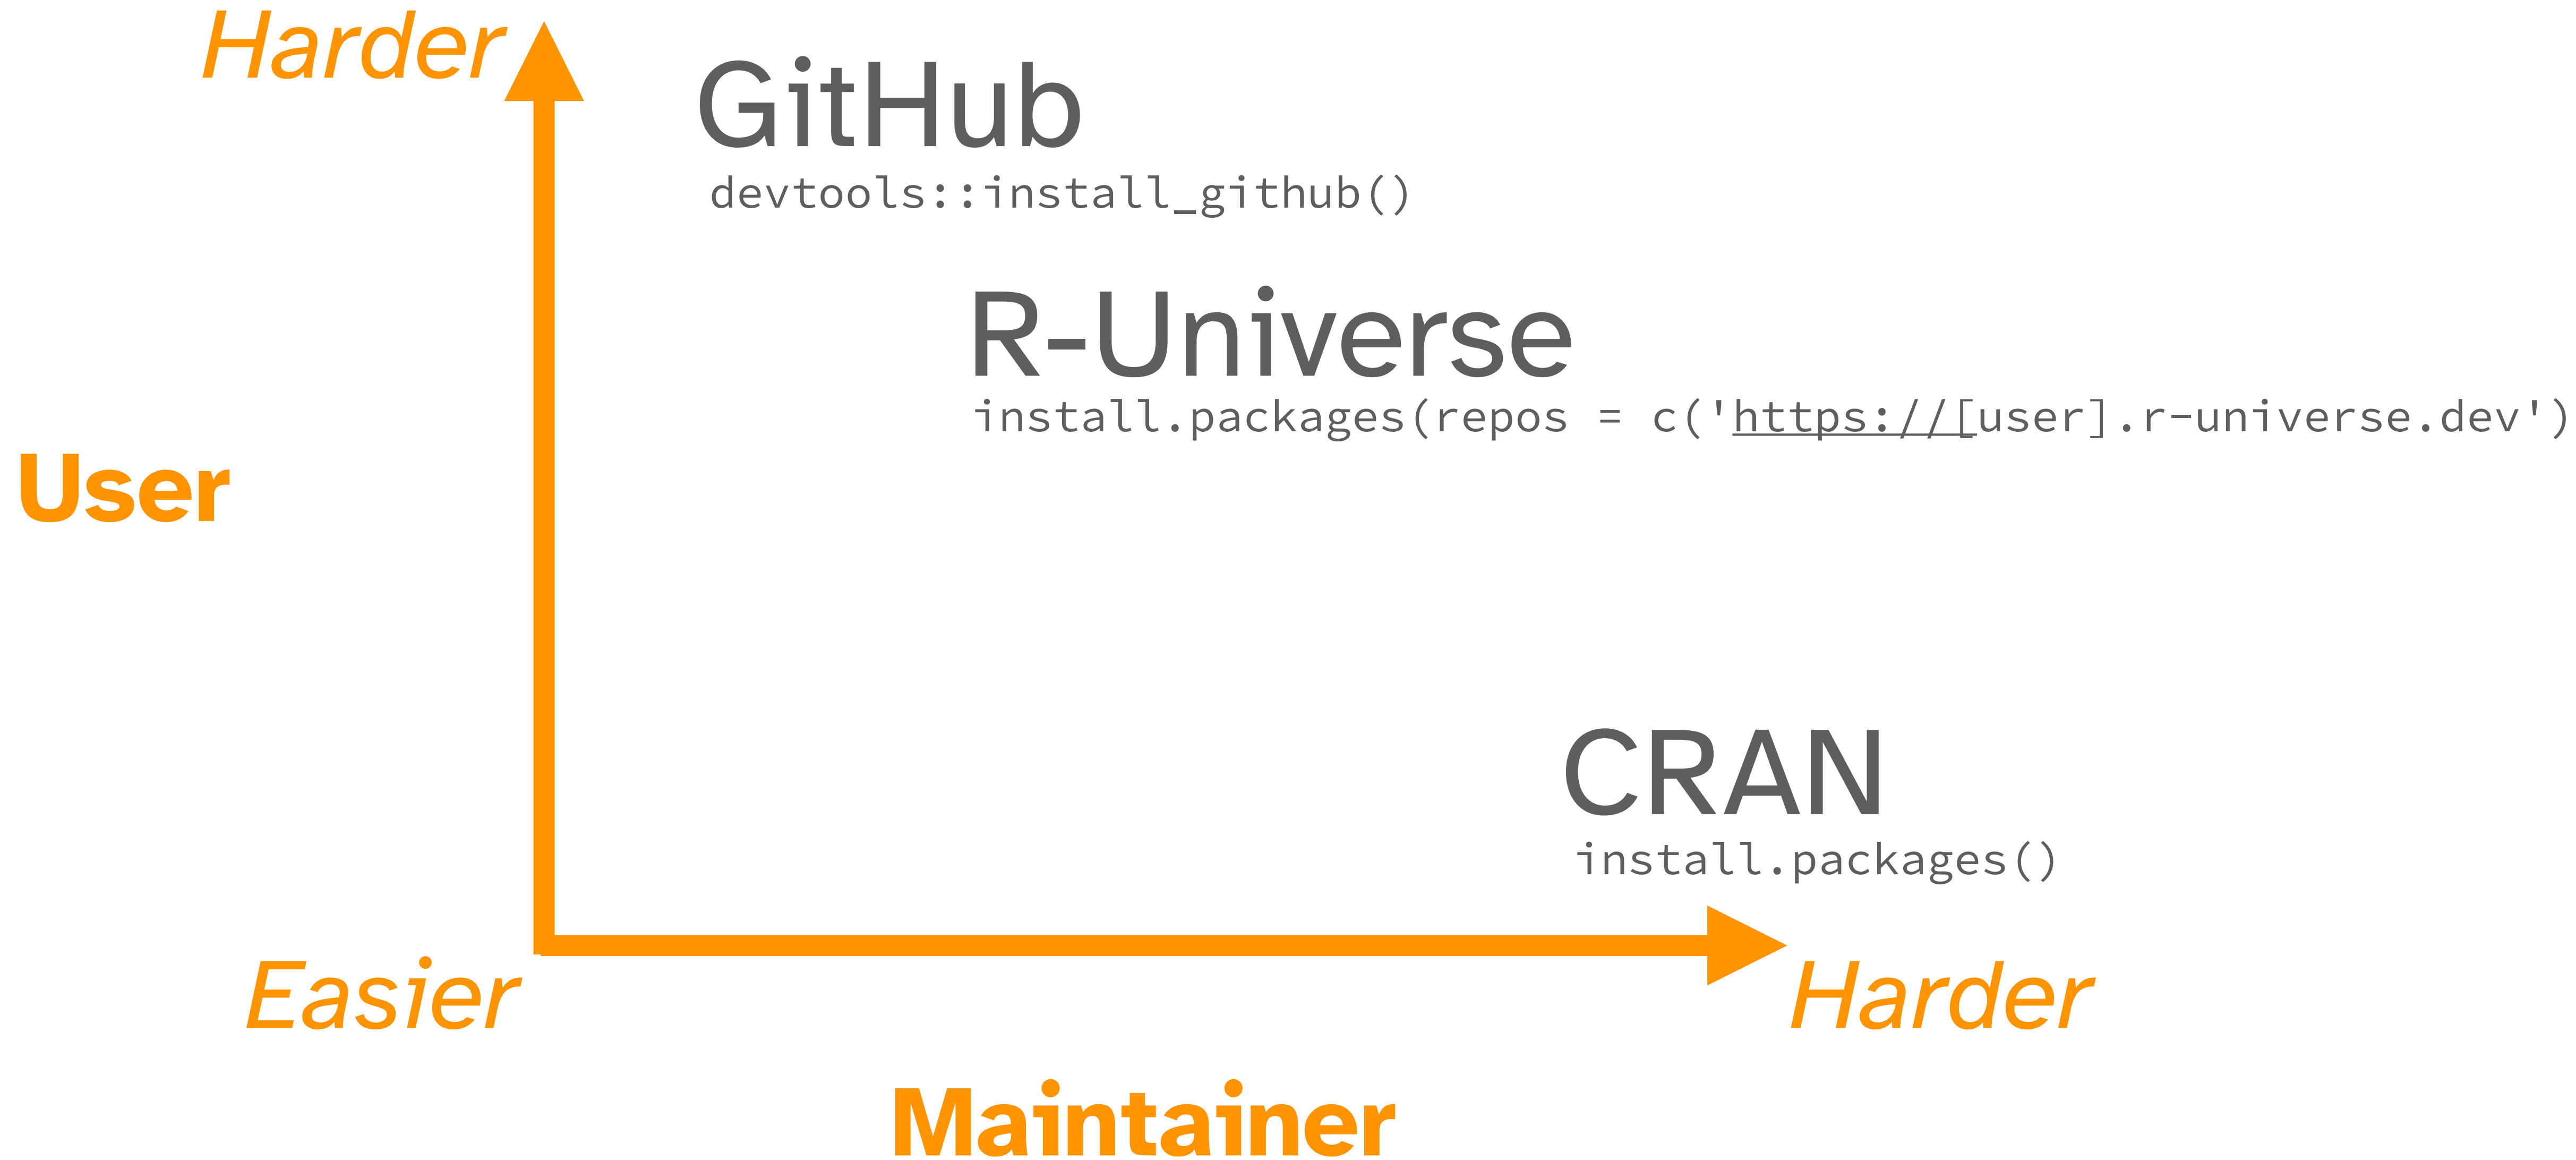 Harder
GitHub
devtools::install_github()
R-Universe
install.packages(repos = c('https://[user].r-universe.dev')
User
CRAN
install.packages()
Easier
Harder
Maintainer